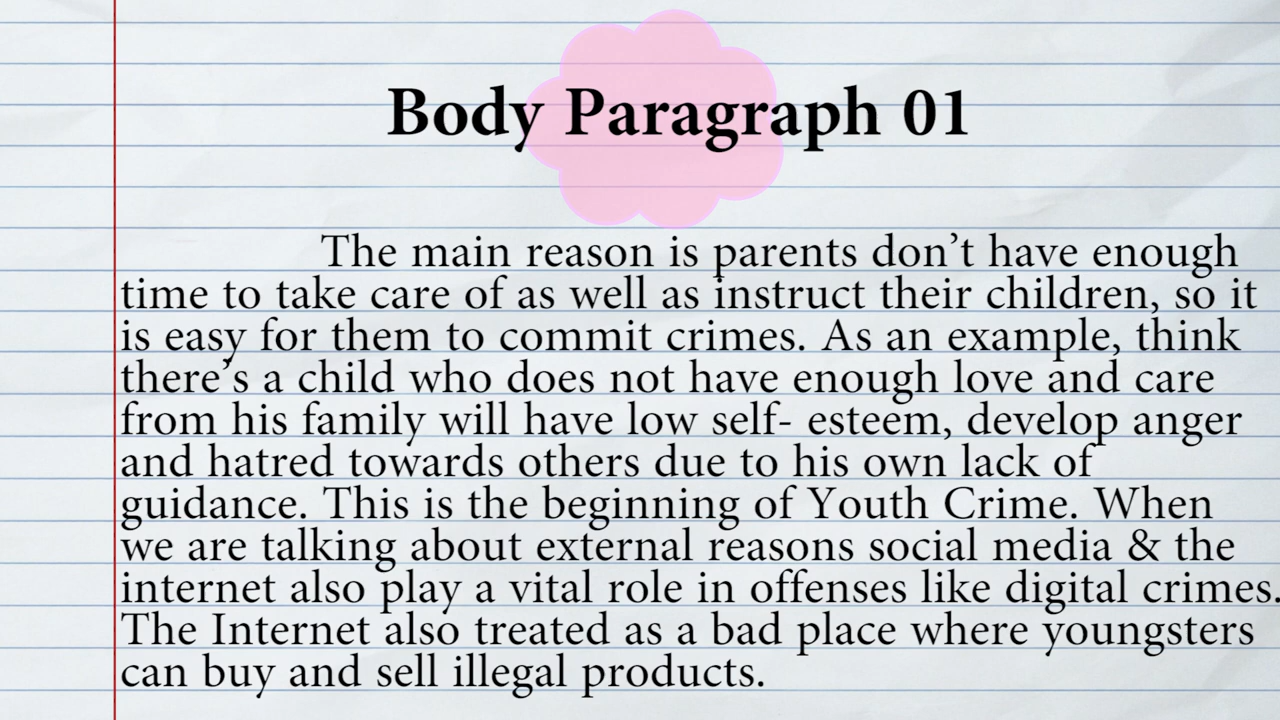 Body Paragraph 01
The main reason is parents don’t have enough
time to take care of as well as instruct their children, so it
is easy for them to commit crimes. As an example, think
there’s a child who does not have enough love and care
from his family will have low self- esteem, develop anger
and hatred towards others due to his own lack of
guidance. This is the beginning of Youth Crime. When
we are talking about external reasons social media & the
internet also play a vital role in offenses like digital crimes.
The Internet also treated as a bad place where youngsters
can buy and sell illegal products.